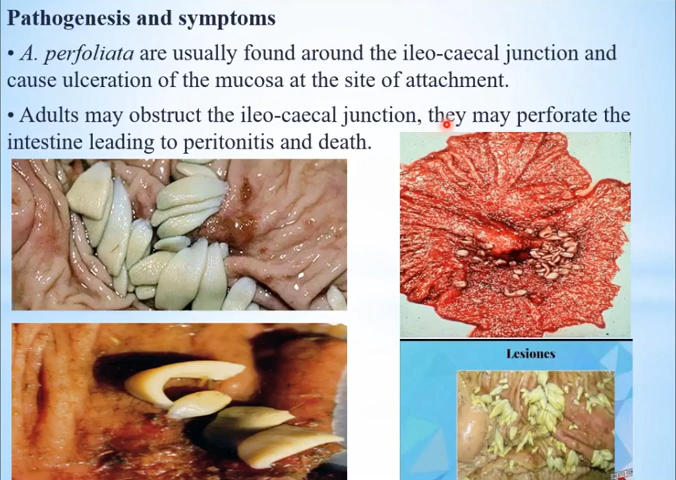 Pathogenesis and symptoms
• A. perfoliata are usually found around the ileo-caecal junction and
cause ulceration of the mucosa at the site of attachment.
• Adults may obstruct the ileo-caecal junction, they may perforate the
intestine leading to peritonitis and death.
Lesiones